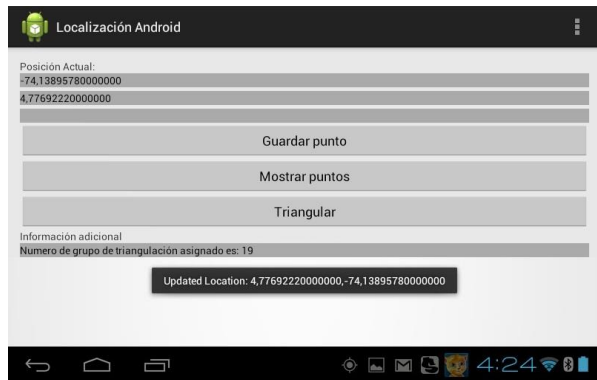 Localización Android
Posición Actual:
-74,13895780000000
4,77692220000000
Guardar punto
Mostrar puntos
Triangular
Información adicional
Numero de grupo de triangulación asignado es: 19
Updated Location: 4,77692220000000,-74,13895780000000
4:24